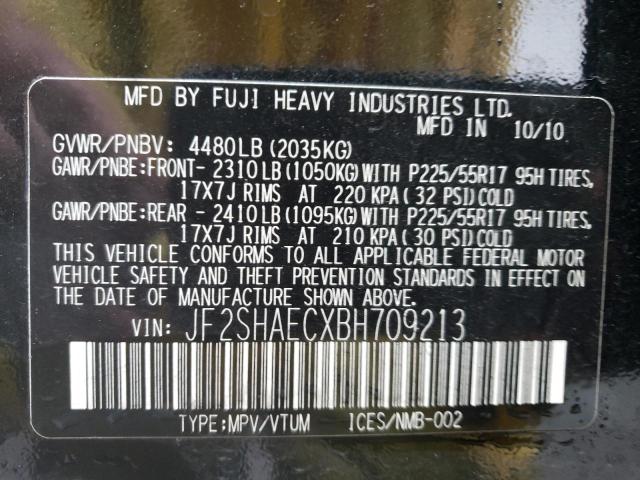 MFD BY FUJI HEAVY INDUSTRIES LTD.
MFD IN 10/10
GVWR/PNBV: 4480LB(2035KG)
GAWR/PNBE:FRONT-2310LB(1050KG)WITH P225/55R17 95H TIRES,
17X7J RIMS AT 220 KPA(32 PSI)COLD
GAWR/PNBE:REAR -2410LB(1095KG)WITH P225/55R17 95H TIRES,
17X7J RIMS AT 210 KPA(30 PSI)COLD
THIS VEHICLE CONFORMS TO ALL APPLICABLE FEDERAL MOTOR
VEHICLE SAFETY AND THEFT PREVENTION STANDARDS IN EFFECT ON
THE DATE OF MANUFACTURE SHOWN ABOVE.
VIN: JF2SHAECXBH709213
TYPE:MPV/VTUM ICES/NMB-002